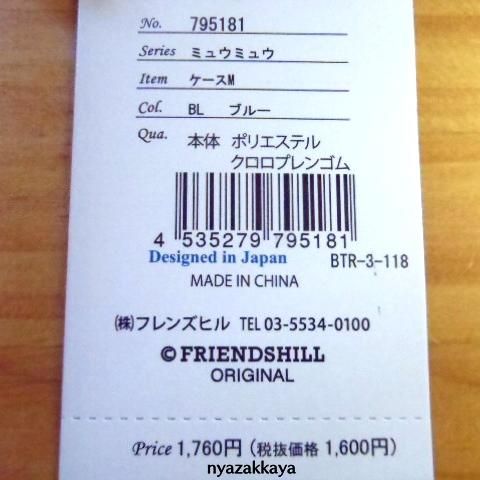 No. 795181
Series ミュウミュウ
Item ケースM
Col. BL ブルー
Qua. 本体 ポリエステル
クロロプレンゴム
4 535279 795181
Designed in Japan BTR-3-118
MADE IN CHINA
㈱フレンズヒル TEL 03-5534-0100
©FRIENDSHILL
ORIGINAL
Price 1,760円（税抜価格 1,600円）
nyazakkaya